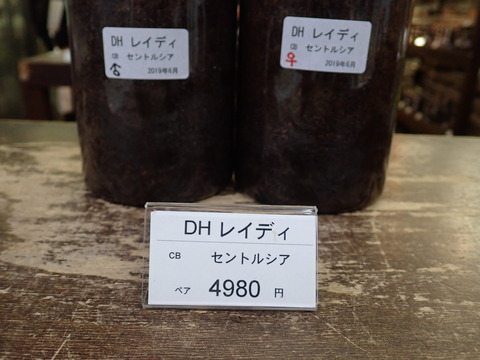 DH レイディ
CB セントルシア
♂ 2019年6月
DH レイディ
CB セントルシア
♀ 2019年6月
DH レイディ
CB セントルシア
ペア 4980 円